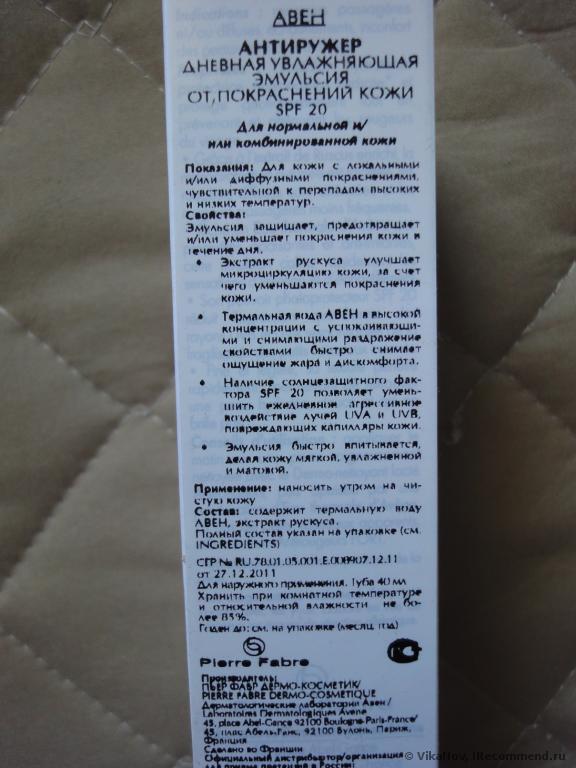 АВЕН
АНТИРУЖЕР
ДНЕВНАЯ УВЛАЖНЯЮЩАЯ
ЭМУЛЬСИЯ
ОТ ПОКРАСНЕНИЙ КОЖИ
SPF 20
Для нормальной и/
или комбинированной кожи
Показания: Для кожи с локальными
и/или диффузными покраснениями,
чувствительной к перепадам высоких
и низких температур.
Свойства:
Эмульсия защищает, предотвращает
и/или уменьшает покраснения кожи в
течение дня.
• Экстракт рускуса улучшает
микроциркуляцию кожи, за счет
чего уменьшаются покраснения
кожи.
• Термальная вода АВЕН в высокой
концентрации с успокаивающи-
ми и снимающими раздражение
свойствами быстро снимает
ощущение жара и дискомфорта.
• Наличие солнцезащитного фак-
тора SPF 20 позволяет умень-
шить ежедневное агрессивное
воздействие лучей UVA и UVB,
повреждающих капилляры кожи.
• Эмульсия быстро впитывается,
делая кожу мягкой, увлажненной
и матовой.
Применение: наносить утром на чи-
стую кожу
Состав: содержит термальную воду
АВЕН, экстракт рускуса.
Полный состав указан на упаковке (см.
INGREDIENTS)
СГР № RU.78.01.05.001.E.008907.12.11
от 27.12.2011
Для наружного применения. Туба 40 мл
Хранить при комнатной температуре
и относительной влажности не бо-
лее 85%.
Годен до: см. на упаковке (месяц, год)
Pierre Fabre
Производитель:
ПЬЕР ФАБР ДЕРМО-КОСМЕТИК/
PIERRE FABRE DERMO-COSMETIQUE
Дерматологические лаборатории Авен/
Laboratoires Dermatologiques Avene
45, place Abel-Gance 92100 Boulogne-Paris-France/
45, плас Абель-Ганс, 92100 Булонь, Париж,
Франция
Сделано во Франции
Официальный дистрибьютор/организация
для приема претензий в России:
© VikaNov, IRecommend.ru